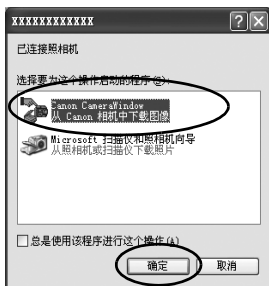 XXXXXXXXXXXX
已连接照相机
选择要为这个操作启动的程序(P):
Canon CameraWindow
从 Canon 相机中下载图像
Microsoft 扫描仪和照相机向导
从照相机或扫描仪下载照片
总是使用该程序进行这个操作(A)
确定
取消